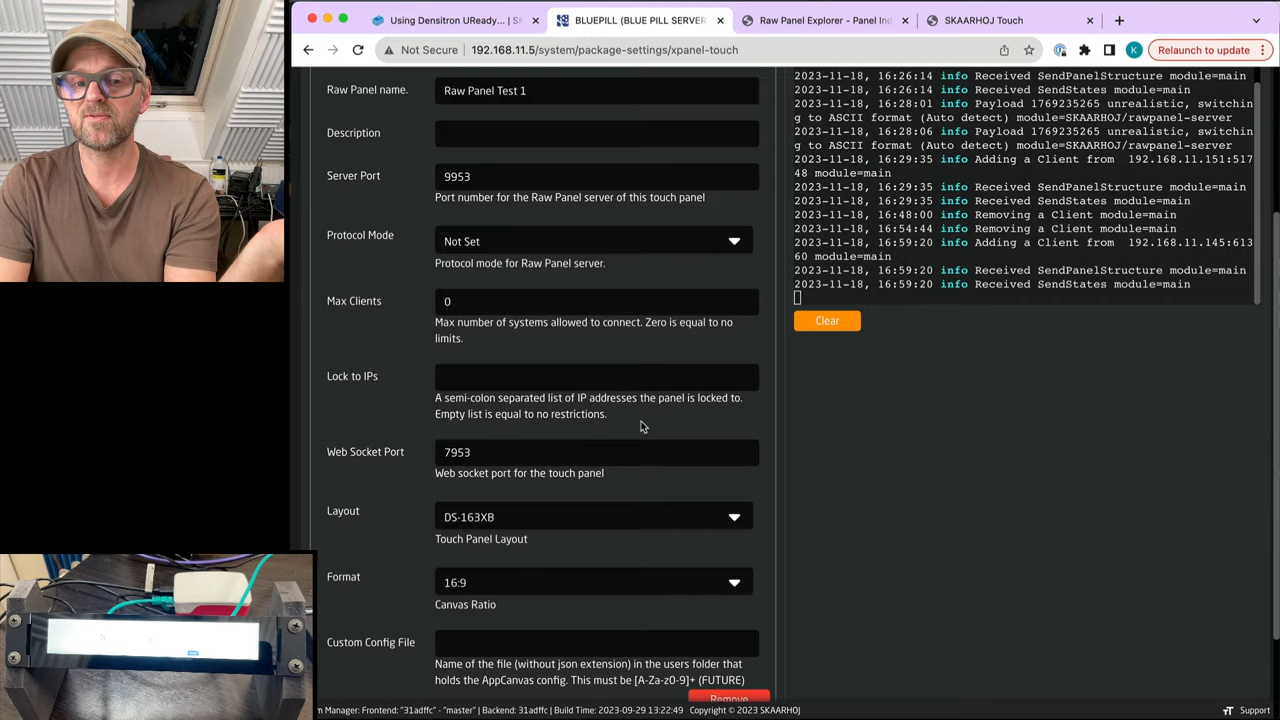 Using Densitron UReady... | S
BLUEPILL (BLUE PILL SERVER
Raw Panel Explorer - Panel Ind
SKAARHOJ Touch
Not Secure
192.168.11.5/system/package-settings/xpanel-touch
K
Relaunch to update
Raw Panel name.
Raw Panel Test 1
Description
Server Port
9953
Port number for the Raw Panel server of this touch panel
Protocol Mode
Not Set
Protocol mode for Raw Panel server.
Max Clients
0
Max number of systems allowed to connect. Zero is equal to no
limits.
Lock to IPs
A semi-colon separated list of IP addresses the panel is locked to.
Empty list is equal to no restrictions.
Web Socket Port
7953
Web socket port for the touch panel
Layout
DS-163XB
Touch Panel Layout
Format
16:9
Canvas Ratio
Custom Config File
Name of the file (without json extension) in the users folder that
holds the AppCanvas config. This must be [A-Za-z0-9]+ (FUTURE)
Remove
2023-11-18, 16:26:14 info Received SendPanelStructure module=main
2023-11-18, 16:26:14 info Received SendStates module=main
2023-11-18, 16:28:01 info Payload 1769235265 unrealistic, switchin
g to ASCII format (Auto detect) module=SKAARHOJ/rawpanel-server
2023-11-18, 16:28:06 info Payload 1769235265 unrealistic, switchin
g to ASCII format (Auto detect) module=SKAARHOJ/rawpanel-server
2023-11-18, 16:29:35 info Adding a Client from 192.168.11.151:517
48 module=main
2023-11-18, 16:29:35 info Received SendPanelStructure module=main
2023-11-18, 16:29:35 info Received SendStates module=main
2023-11-18, 16:48:00 info Removing a Client module=main
2023-11-18, 16:54:44 info Removing a Client module=main
2023-11-18, 16:59:20 info Adding a Client from 192.168.11.145:613
60 module=main
2023-11-18, 16:59:20 info Received SendPanelStructure module=main
2023-11-18, 16:59:20 info Received SendStates module=main
Clear
m Manager: Frontend: "31adffc" - "master" | Backend: 31adffc | Build Time: 2023-09-29 13:22:49 Copyright © 2023 SKAARHOJ
Support